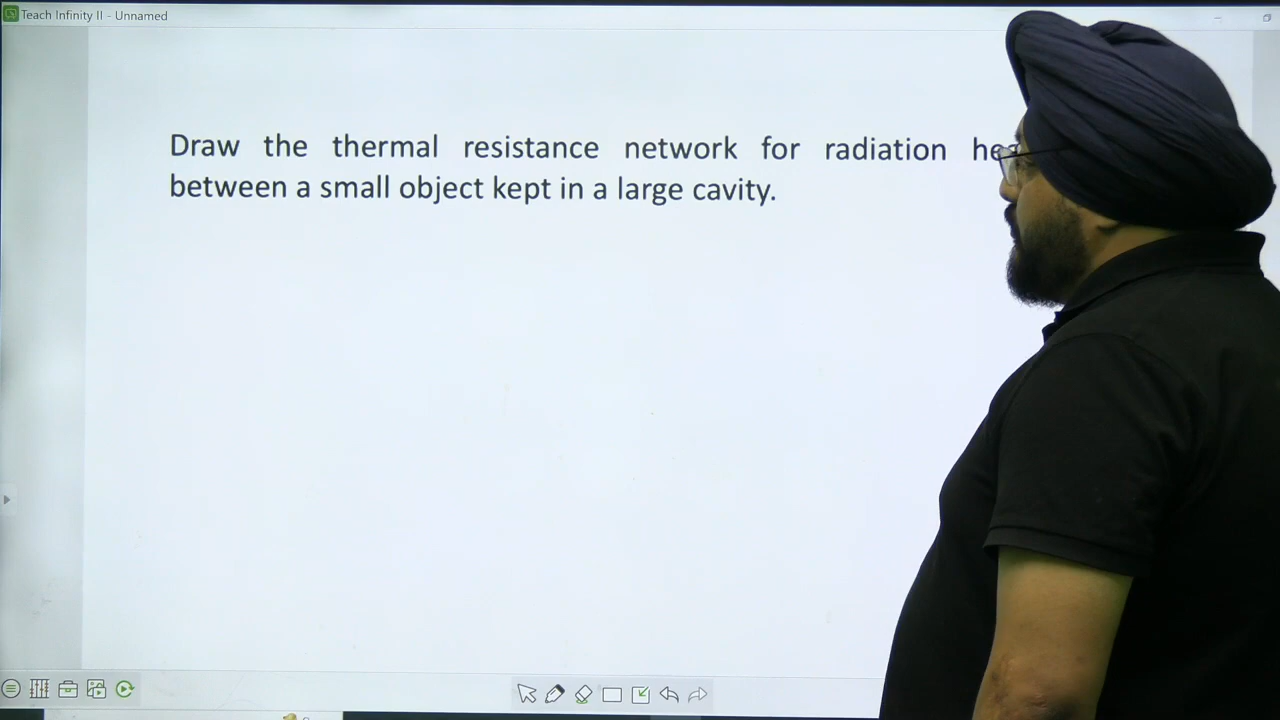 Teach Infinity II - Unnamed
Draw the thermal resistance network for radiation
between a small object kept in a large cavity.